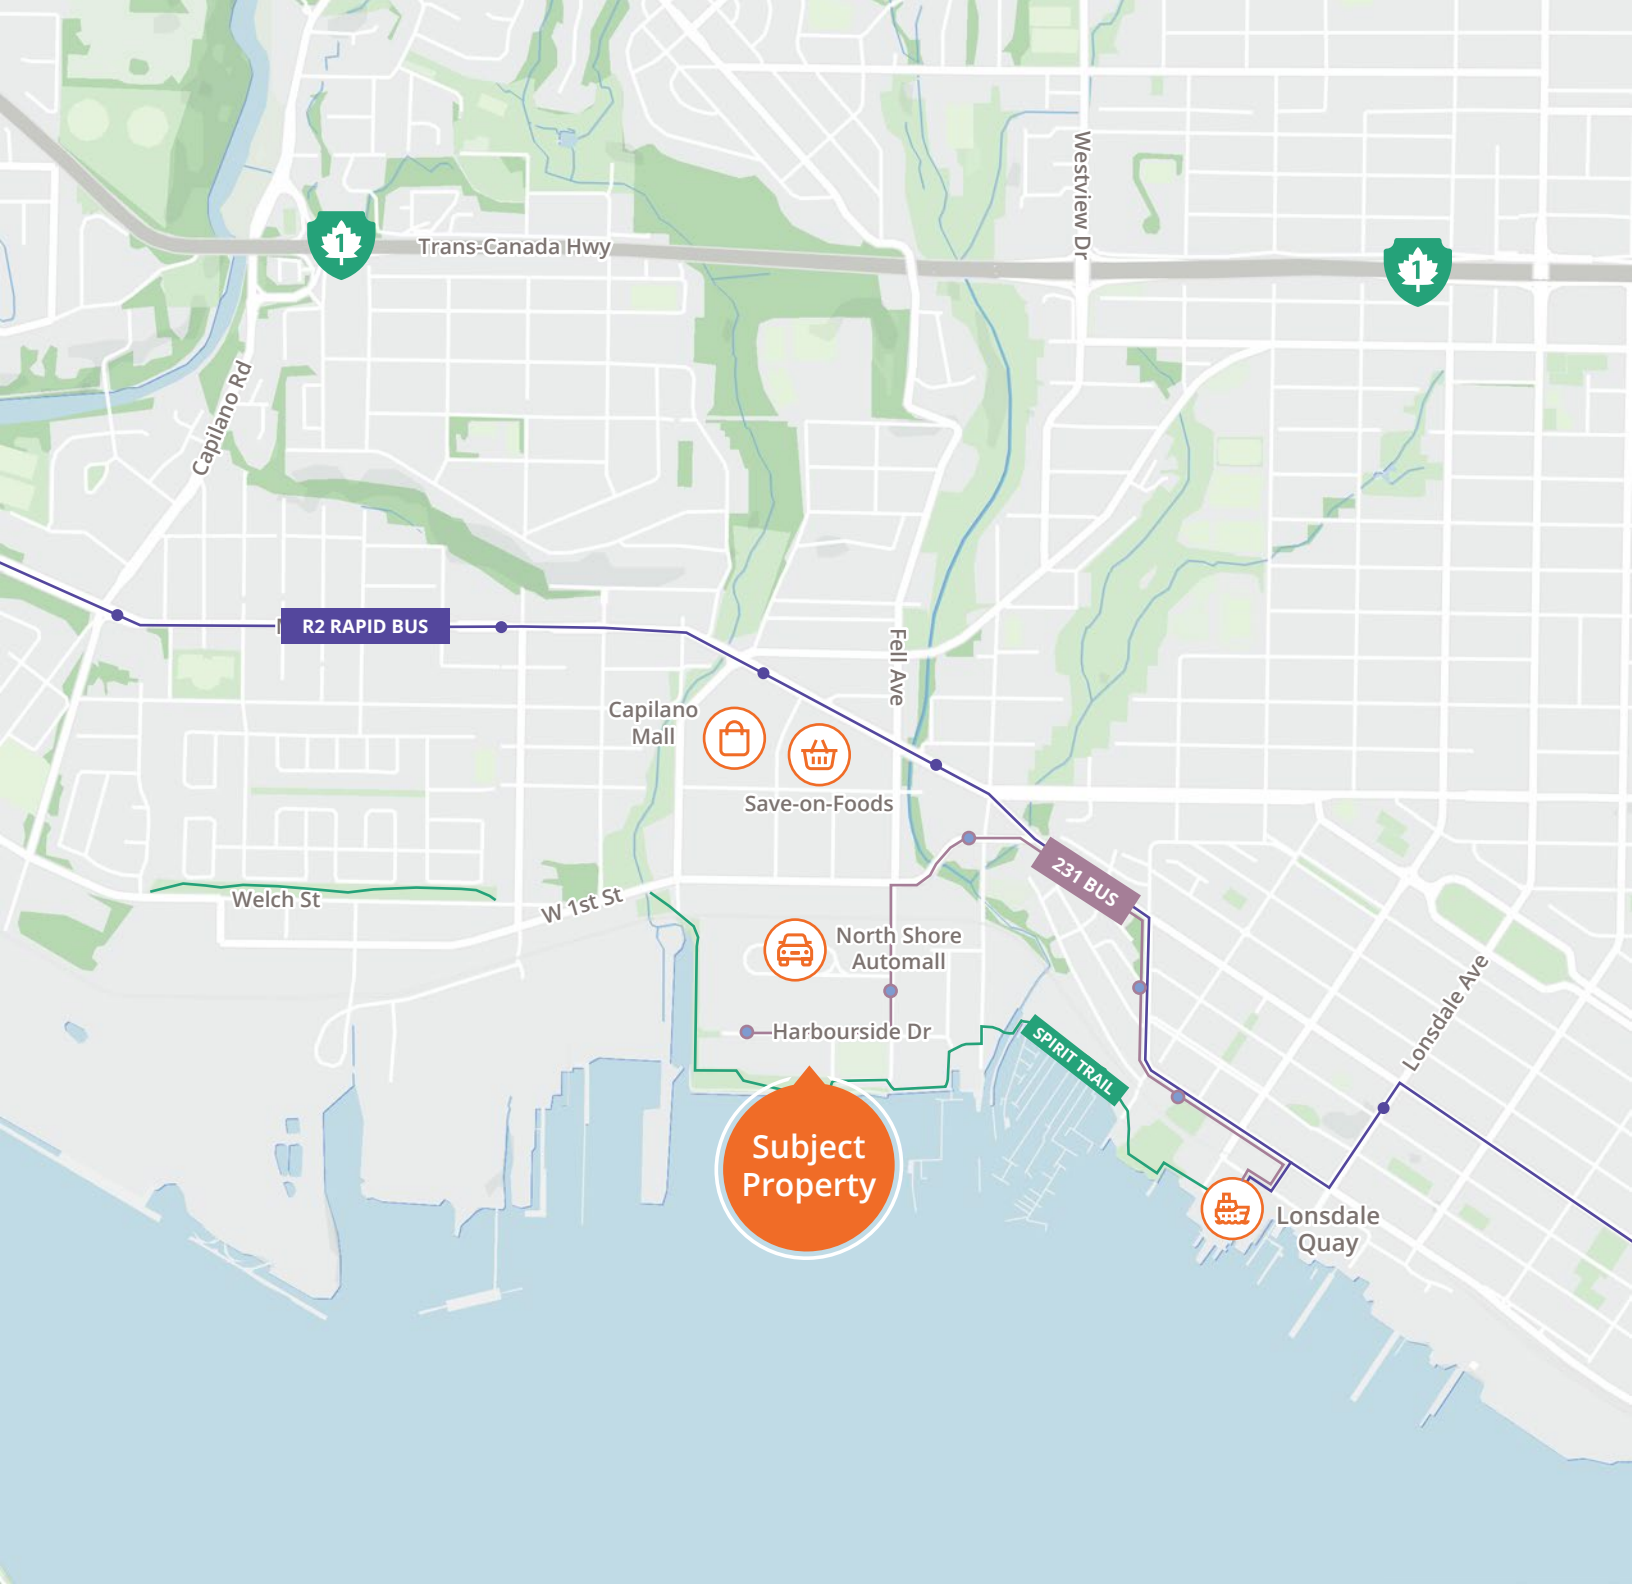 Westview Dr
1
Trans-Canada Hwy
1
Capilano Rd
R2 RAPID BUS
Fell Ave
Capilano
Mall
Save-on-Foods
231 BUS
Welch St
W 1st St
North Shore
Automall
Lonsdale Ave
Harbourside Dr
SPIRIT TRAIL
Subject
Property
Lonsdale
Quay